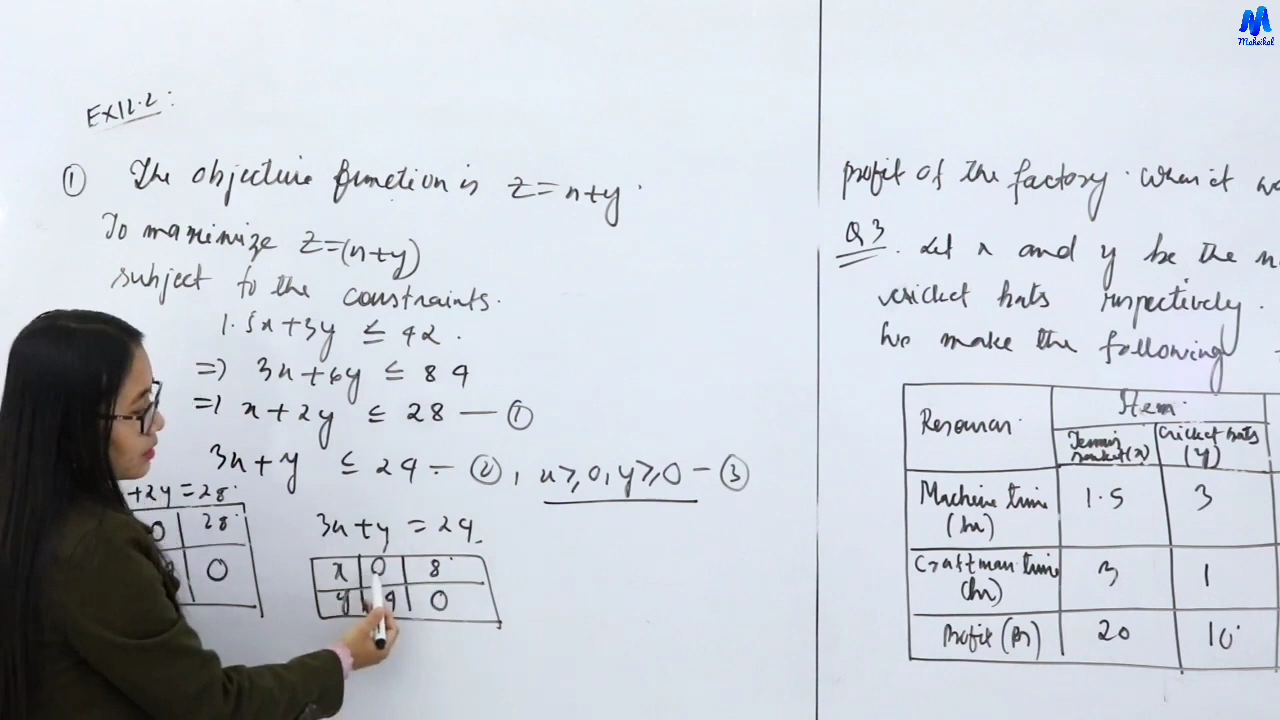 EX12.2:
① The objective function is Z=x+y.
To maximize Z=(x+y)
subject to the constraints.
1.5x+3y ≤ 42.
=) 3x+6y ≤ 84
=) x+2y ≤ 28 — ①
3x+y ≤ 24 — ②, x≥0, y≥0 — ③
+2y=28.
0 28
0
3x+y = 24
x 0 8
y 0
profit of the factory. When it
Q3. Let x and y be the
cricket bats respectively.
we make the following
Resources Item
Tennis racket(x) Cricket bats (y)
Machine time (hr) 1.5 3
Craftman time (hr) 3 1
Profit (Rs) 20 10
Maheikol